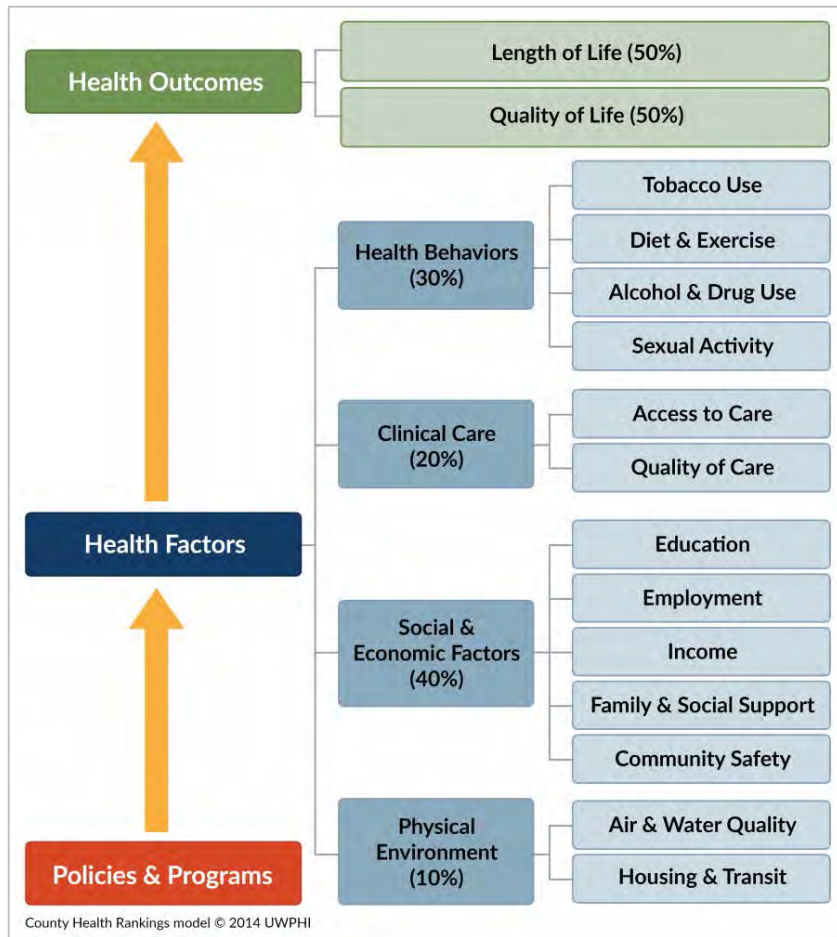 Health Outcomes
Length of Life (50%)
Quality of Life (50%)
Health Behaviors
(30%)
Tobacco Use
Diet & Exercise
Alcohol & Drug Use
Sexual Activity
Clinical Care
(20%)
Access to Care
Quality of Care
Health Factors
Social &
Economic Factors
(40%)
Education
Employment
Income
Family & Social Support
Community Safety
Physical
Environment
(10%)
Air & Water Quality
Housing & Transit
Policies & Programs
County Health Rankings model © 2014 UWPHI